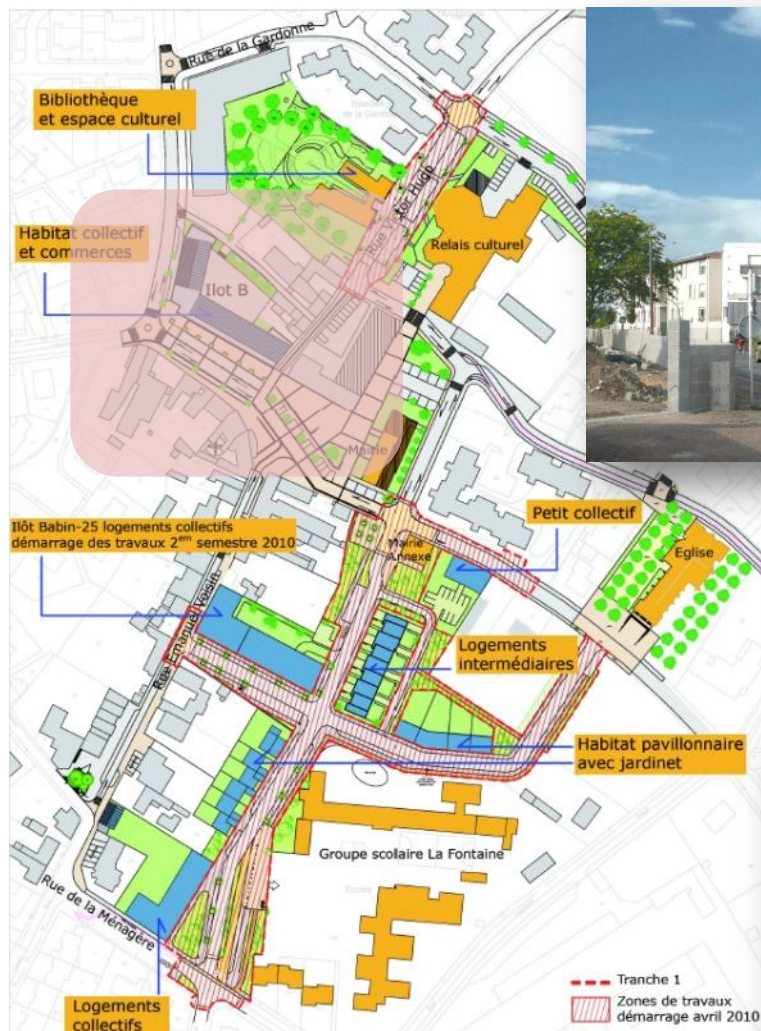 Rue de la Gardonne
Bibliothèque
et espace culturel
Rue Victor Hugo
Relais culturel
Habitat collectif
et commerces
Ilot B
Mairie
Ilôt Babin-25 logements collectifs
démarrage des travaux 2em semestre 2010
Petit collectif
Mairie
Annexe
Eglise
Rue Emanuel Voisin
Logements
intermédiaires
Habitat pavillonnaire
avec jardinet
Groupe scolaire La Fontaine
Rue de la Ménagère
Logements
collectifs
Tranche 1
Zones de travaux
démarrage avril 2010